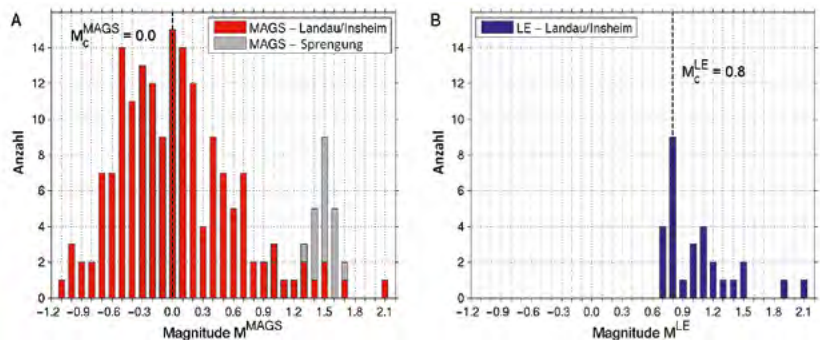 A
M_c^MAGS = 0.0
MAGS – Landau/Insheim
MAGS – Sprengung
Anzahl
14
12
10
8
6
4
2
0
-1.2 -0.9 -0.6 -0.3 0.0 0.3 0.6 0.9 1.2 1.5 1.8 2.1
Magnitude M^MAGS
B
LE – Landau/Insheim
M_c^LE = 0.8
Anzahl
14
12
10
8
6
4
2
0
-1.2 -0.9 -0.6 -0.3 0.0 0.3 0.6 0.9 1.2 1.5 1.8 2.1
Magnitude M^LE